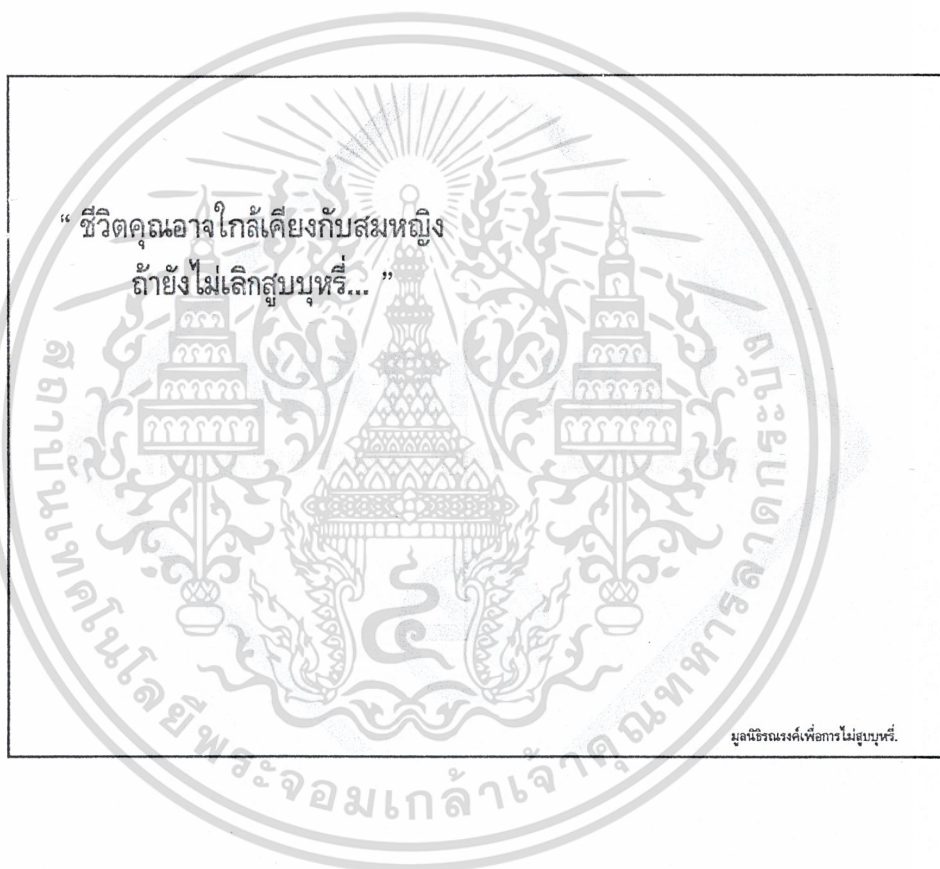 “ ชีวิตคุณอาจใกล้เคียงกับสมหญิง
ถ้ายังไม่เลิกสูบบุหรี่... ”
มูลนิธิรณรงค์เพื่อการไม่สูบบุหรี่.
สถาบันเทคโนโลยีพระจอมเกล้าเจ้าคุณทหารลาดกระบัง